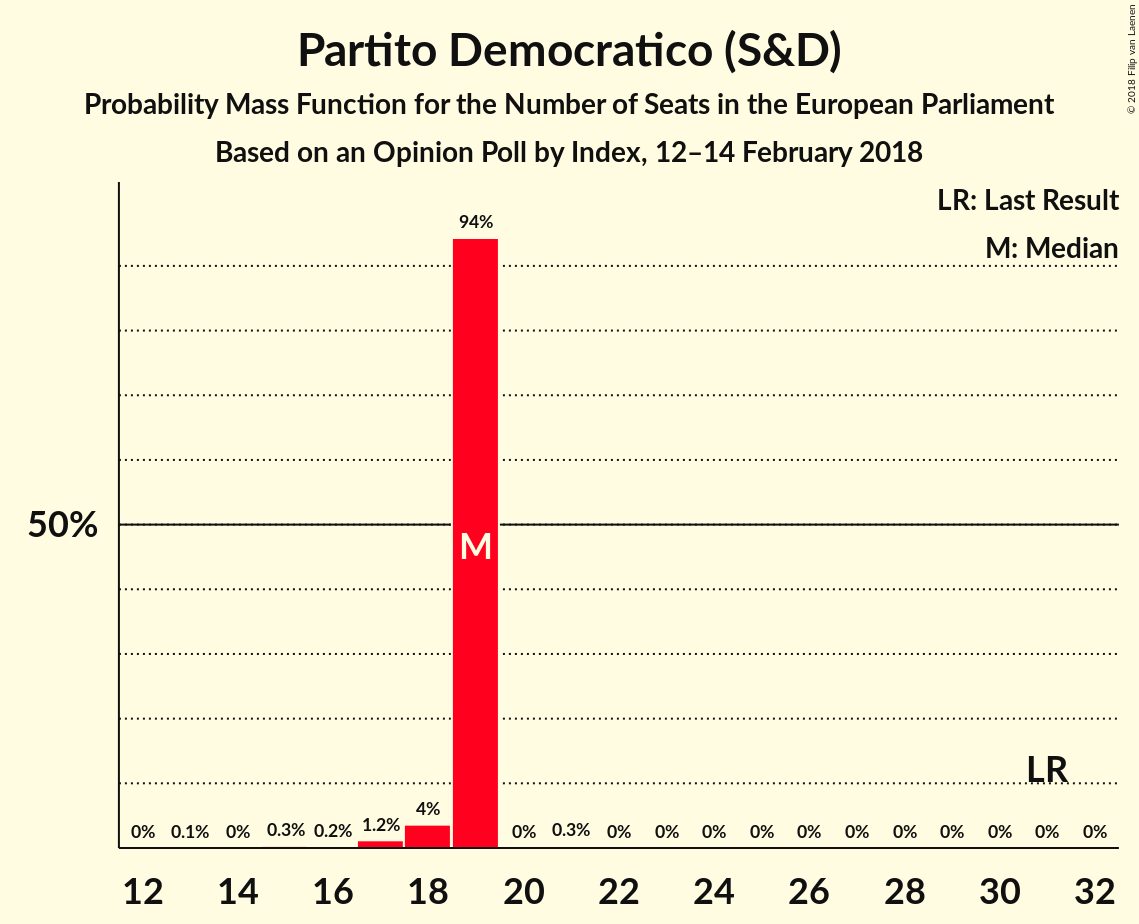 Partito Democratico (S&D)
Probability Mass Function for the Number of Seats in the European Parliament
Based on an Opinion Poll by Index, 12–14 February 2018
© 2018 Filip van Laenen
LR: Last Result
M: Median
94%
50%
M
LR
0% 0.1% 0% 0.3% 0.2% 1.2% 4% 0% 0.3% 0% 0% 0% 0% 0% 0% 0% 0% 0% 0% 0%
12 14 16 18 20 22 24 26 28 30 32